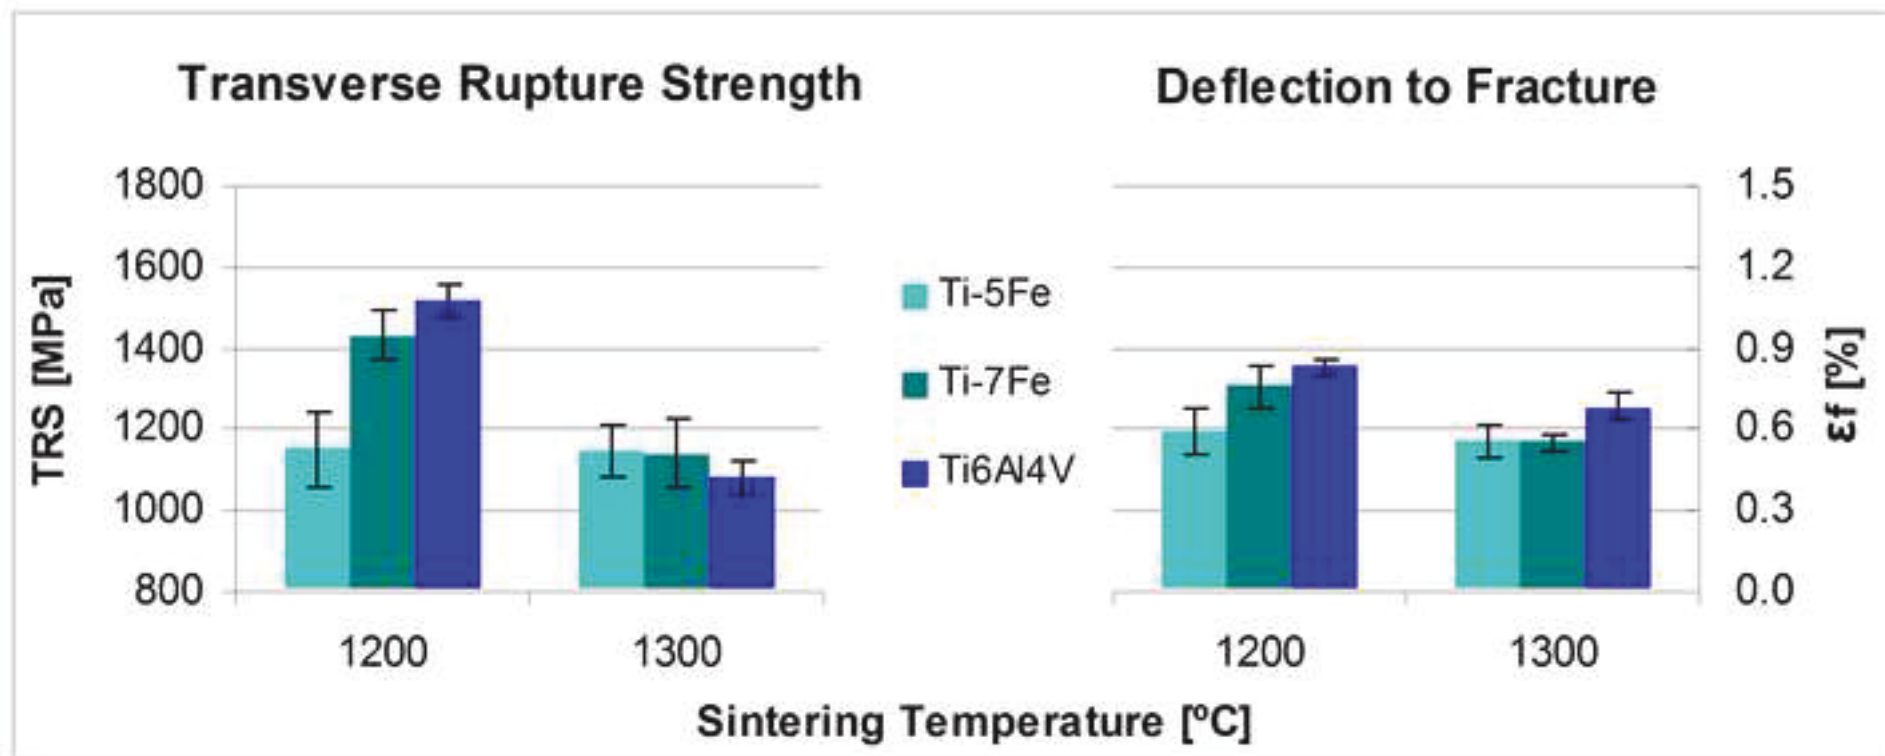 Transverse Rupture Strength
Deflection to Fracture
TRS [MPa]
1800
1600
1400
1200
1000
800
1200
1300
Ti-5Fe
Ti-7Fe
Ti6Al4V
1.5
1.2
0.9
0.6
0.3
0.0
εf [%]
1200
1300
Sintering Temperature [ºC]